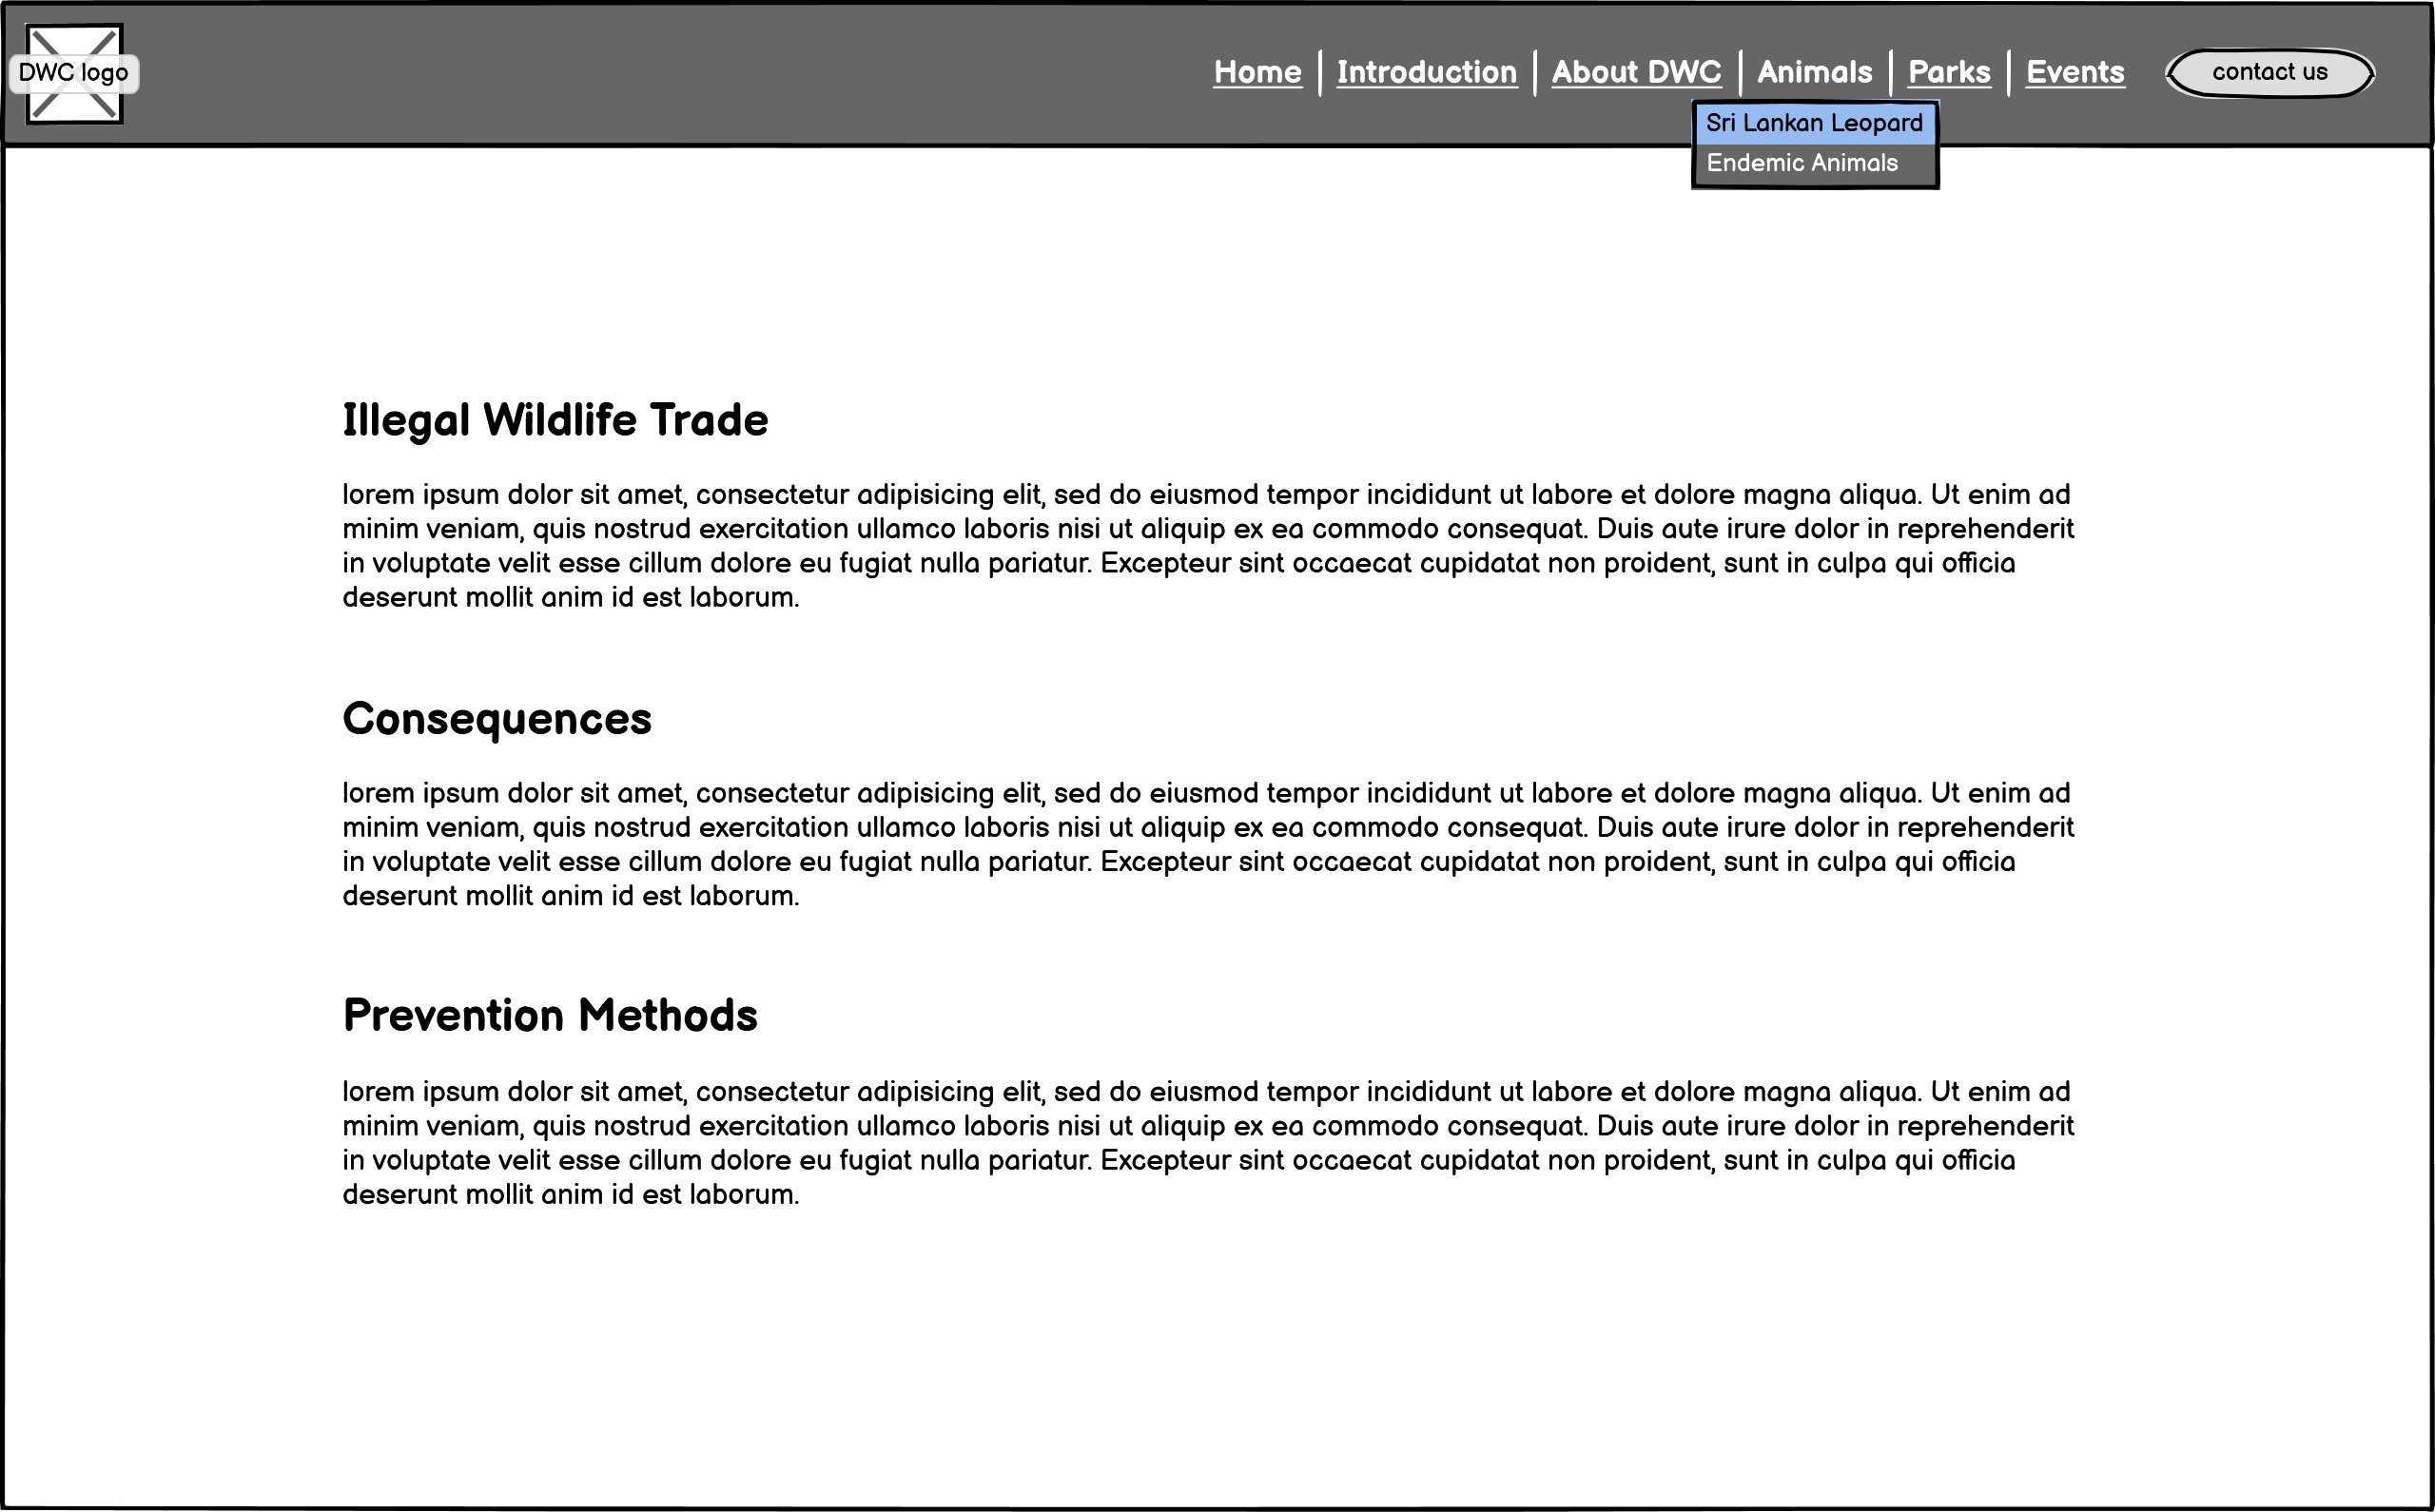 DWC logo
Home Introduction About DWC Animals Parks Events contact us
Sri Lankan Leopard
Endemic Animals
Illegal Wildlife Trade
lorem ipsum dolor sit amet, consectetur adipisicing elit, sed do eiusmod tempor incididunt ut labore et dolore magna aliqua. Ut enim ad
minim veniam, quis nostrud exercitation ullamco laboris nisi ut aliquip ex ea commodo consequat. Duis aute irure dolor in reprehenderit
in voluptate velit esse cillum dolore eu fugiat nulla pariatur. Excepteur sint occaecat cupidatat non proident, sunt in culpa qui officia
deserunt mollit anim id est laborum.
Consequences
lorem ipsum dolor sit amet, consectetur adipisicing elit, sed do eiusmod tempor incididunt ut labore et dolore magna aliqua. Ut enim ad
minim veniam, quis nostrud exercitation ullamco laboris nisi ut aliquip ex ea commodo consequat. Duis aute irure dolor in reprehenderit
in voluptate velit esse cillum dolore eu fugiat nulla pariatur. Excepteur sint occaecat cupidatat non proident, sunt in culpa qui officia
deserunt mollit anim id est laborum.
Prevention Methods
lorem ipsum dolor sit amet, consectetur adipisicing elit, sed do eiusmod tempor incididunt ut labore et dolore magna aliqua. Ut enim ad
minim veniam, quis nostrud exercitation ullamco laboris nisi ut aliquip ex ea commodo consequat. Duis aute irure dolor in reprehenderit
in voluptate velit esse cillum dolore eu fugiat nulla pariatur. Excepteur sint occaecat cupidatat non proident, sunt in culpa qui officia
deserunt mollit anim id est laborum.